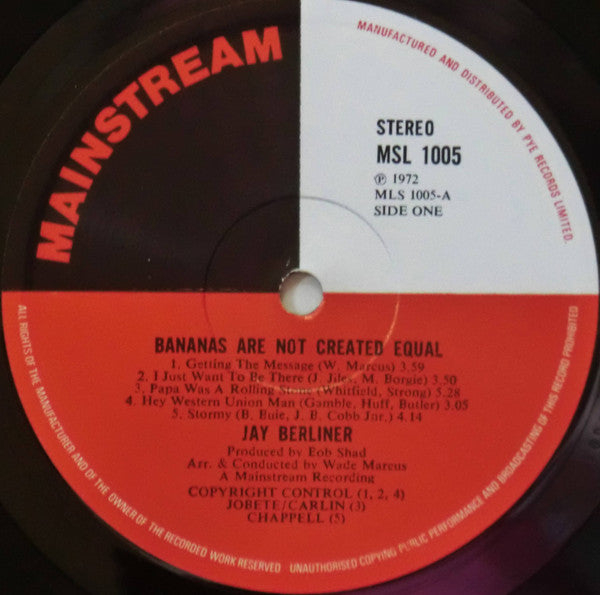 MAINSTREAM
MANUFACTURED AND DISTRIBUTED BY PYE RECORDS LIMITED.
STEREO
MSL 1005
℗ 1972
MLS 1005-A
SIDE ONE
BANANAS ARE NOT CREATED EQUAL
1. Getting The Message (W. Marcus) 3.59
2. I Just Want To Be There (J. Jiles, M. Borgie) 3.50
3. Papa Was A Rolling Stone (Whitfield, Strong) 5.28
4. Hey Western Union Man (Gamble, Huff, Butler) 3.05
5. Stormy (B. Buie, J. B. Cobb Jnr.) 4.14
JAY BERLINER
Produced by Bob Shad
Arr. & Conducted by Wade Marcus
A Mainstream Recording
COPYRIGHT CONTROL (1, 2, 4)
JOBETE/CARLIN (3)
CHAPPELL (5)
ALL RIGHTS OF THE MANUFACTURER AND OF THE OWNER OF THE RECORDED WORK RESERVED
UNAUTHORISED COPYING PUBLIC PERFORMANCE AND BROADCASTING OF THIS RECORD PROHIBITED